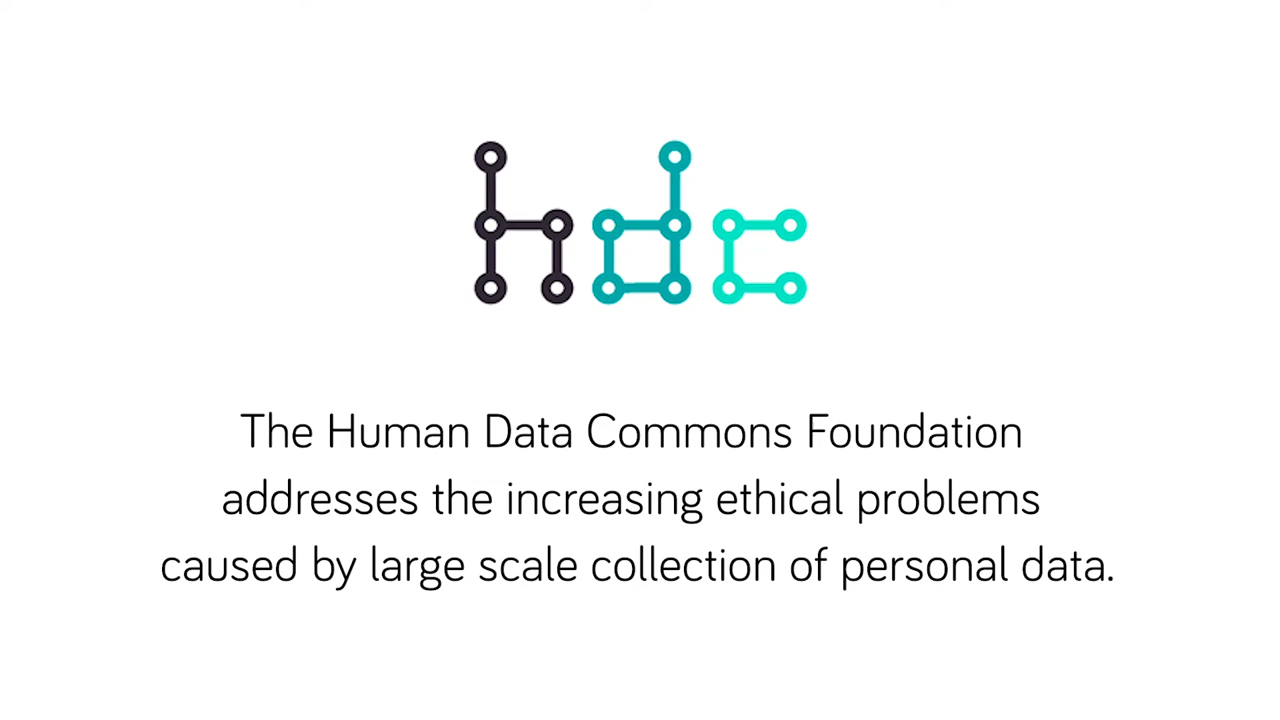 hdc
The Human Data Commons Foundation
addresses the increasing ethical problems
caused by large scale collection of personal data.